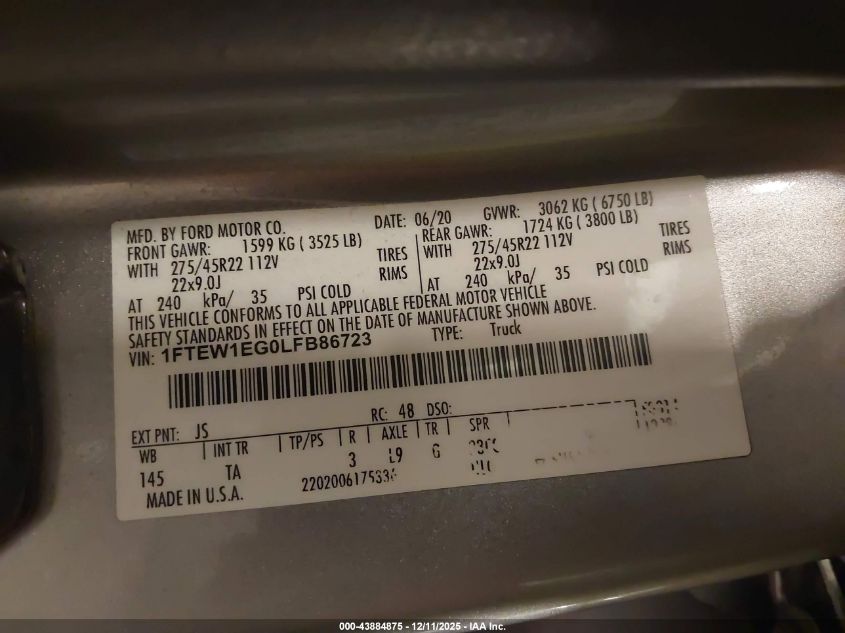 MFD. BY FORD MOTOR CO. DATE: 06/20 GVWR: 3062 KG ( 6750 LB)
FRONT GAWR: 1599 KG ( 3525 LB) REAR GAWR: 1724 KG ( 3800 LB)
WITH 275/45R22 112V TIRES WITH 275/45R22 112V TIRES
22x9.0J RIMS 22x9.0J RIMS
AT 240 kPa/ 35 PSI COLD AT 240 kPa/ 35 PSI COLD
THIS VEHICLE CONFORMS TO ALL APPLICABLE FEDERAL MOTOR VEHICLE
SAFETY STANDARDS IN EFFECT ON THE DATE OF MANUFACTURE SHOWN ABOVE.
VIN: 1FTEW1EG0LFB86723 TYPE: Truck
EXT PNT: JS RC: 48 DSO:
WB INT TR TP/PS R AXLE TR SPR
145 TA 3 L9 G
MADE IN U.S.A.
000-43884875 - 12/11/2025 - IAA Inc.